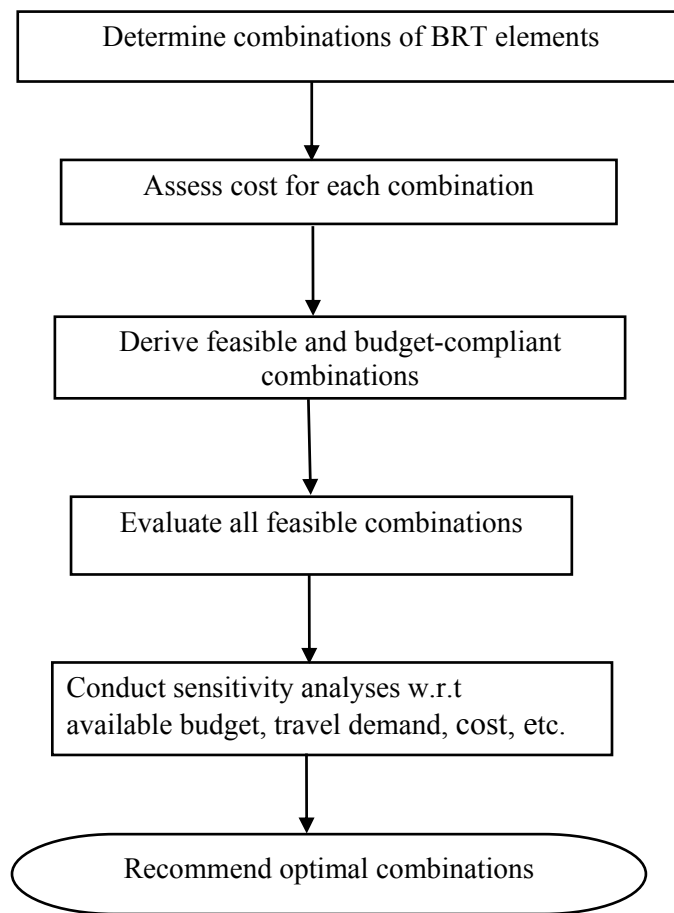 Determine combinations of BRT elements
Assess cost for each combination
Derive feasible and budget-compliant
combinations
Evaluate all feasible combinations
Conduct sensitivity analyses w.r.t
available budget, travel demand, cost, etc.
Recommend optimal combinations